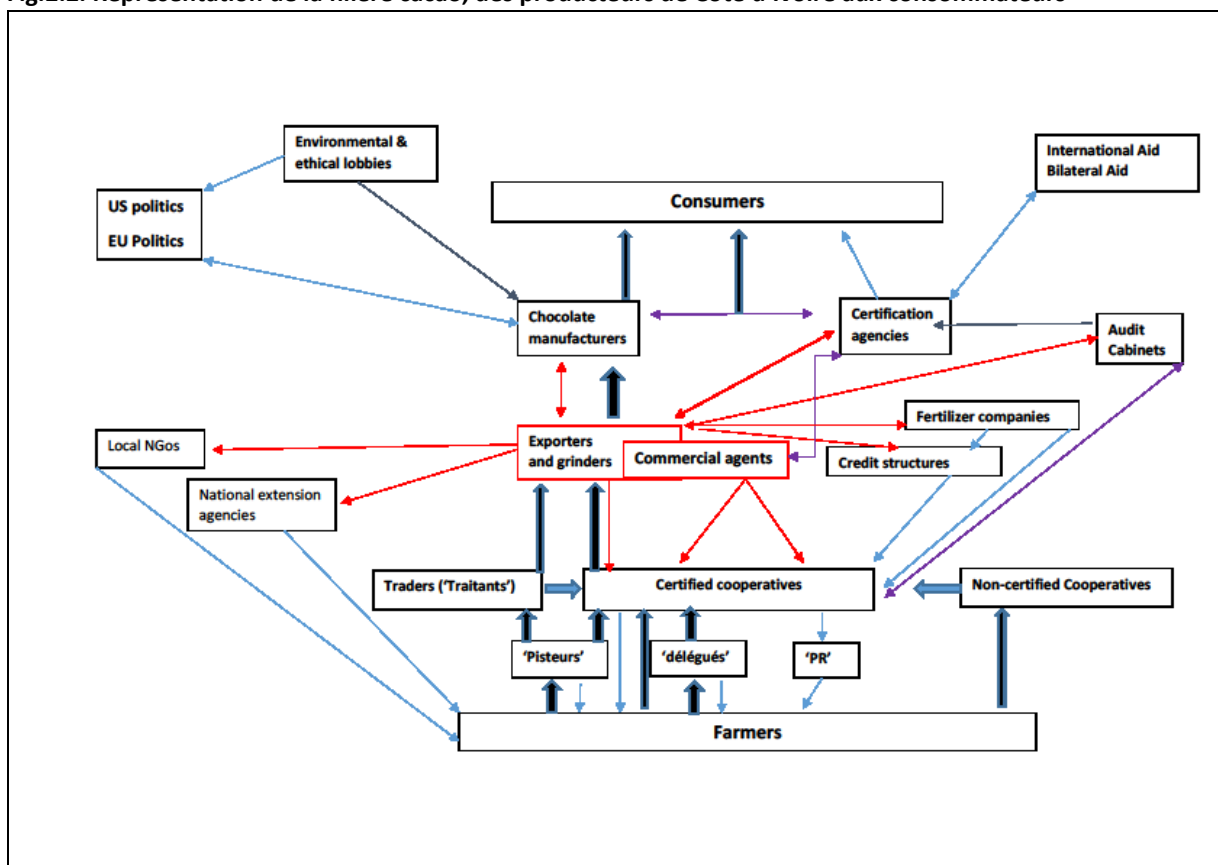 Environmental &
ethical lobbies
International Aid
Bilateral Aid
US politics
EU Politics
Consumers
Chocolate
manufacturers
Certification
agencies
Audit
Cabinets
Fertilizer companies
Local NGos
Exporters
and grinders
Commercial agents
Credit structures
National extension
agencies
Traders ('Traitants')
Certified cooperatives
Non-certified Cooperatives
'Pisteurs'
'délégués'
'PR'
Farmers